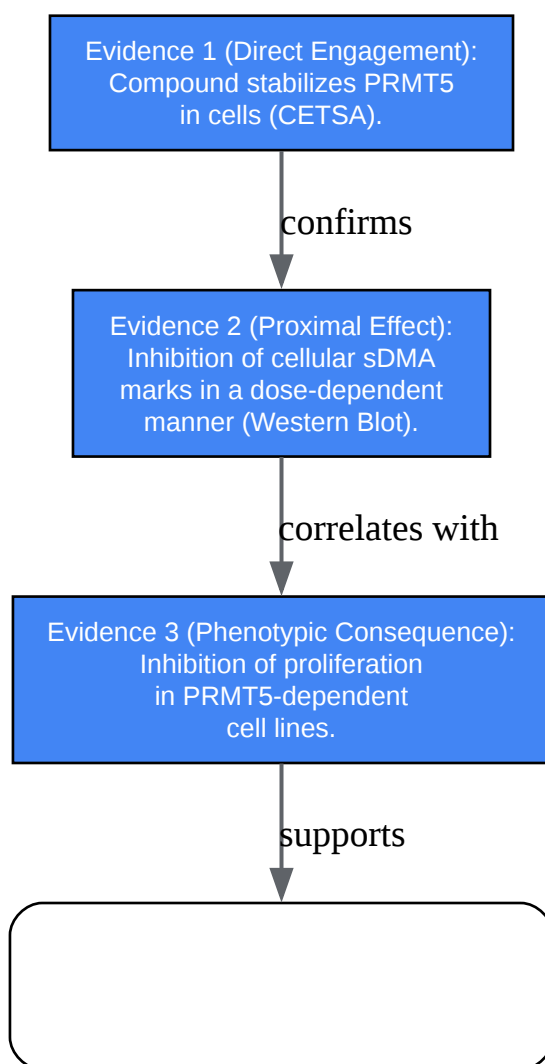 Evidence 1 (Direct Engagement):
Compound stabilizes PRMT5
in cells (CETSA).
confirms
Evidence 2 (Proximal Effect):
Inhibition of cellular sDMA
marks in a dose-dependent
manner (Western Blot).
correlates with
Evidence 3 (Phenotypic Consequence):
Inhibition of proliferation
in PRMT5-dependent
cell lines.
supports